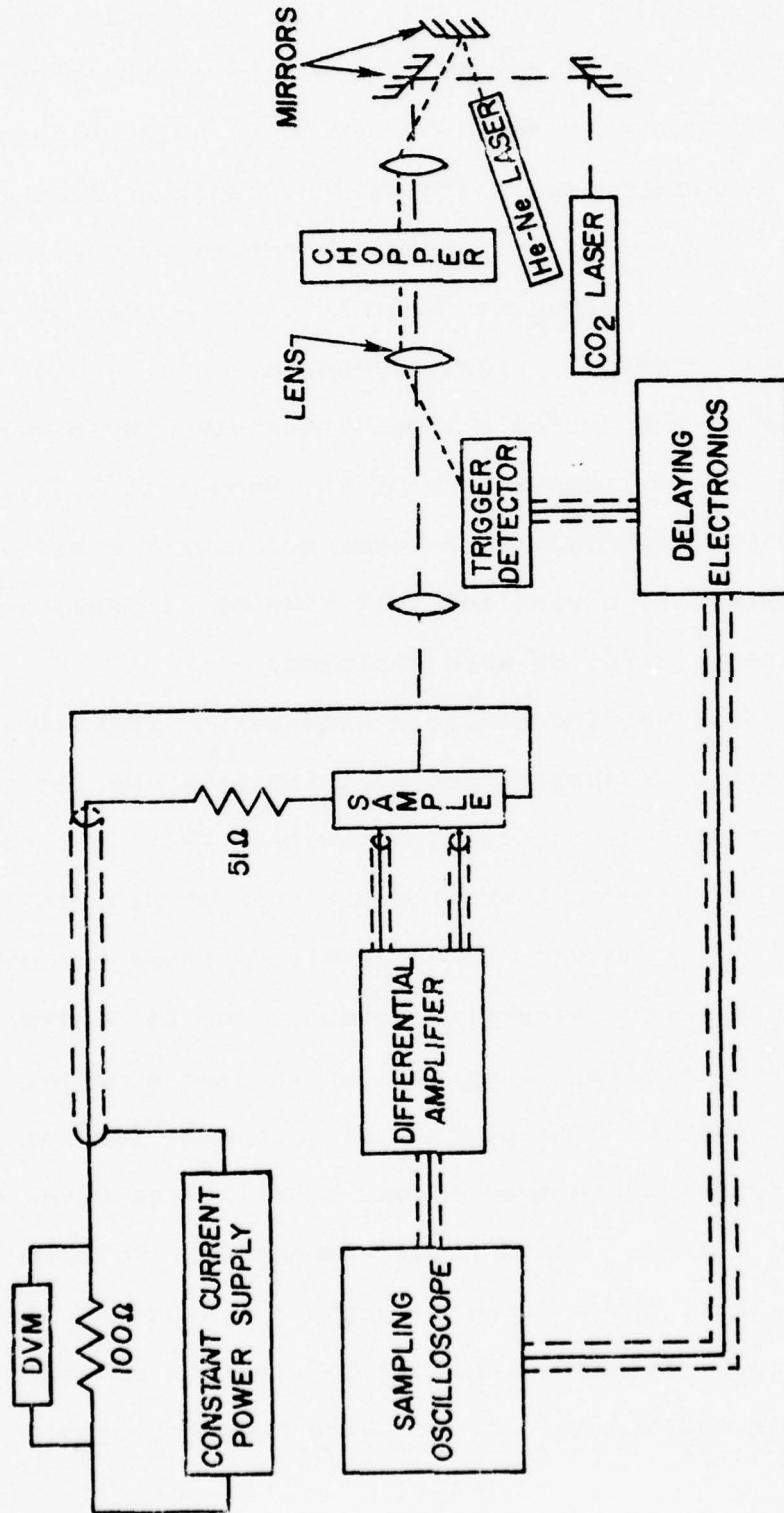 MIRRORS
LENS
CHOPPER
He-Ne LASER
CO2 LASER
TRIGGER
DETECTOR
DELAYING
ELECTRONICS
SAMPLE
51Ω
DIFFERENTIAL
AMPLIFIER
SAMPLING
OSCILLOSCOPE
DVM
100Ω
CONSTANT CURRENT
POWER SUPPLY